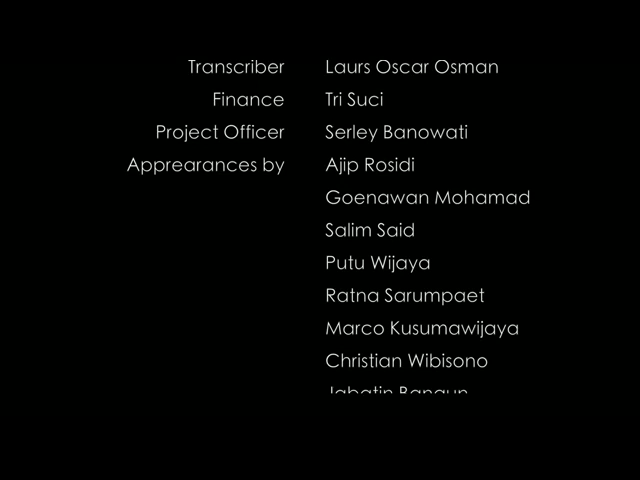 Transcriber Laurs Oscar Osman
Finance Tri Suci
Project Officer Serley Banowati
Apprearances by Ajip Rosidi
Goenawan Mohamad
Salim Said
Putu Wijaya
Ratna Sarumpaet
Marco Kusumawijaya
Christian Wibisono